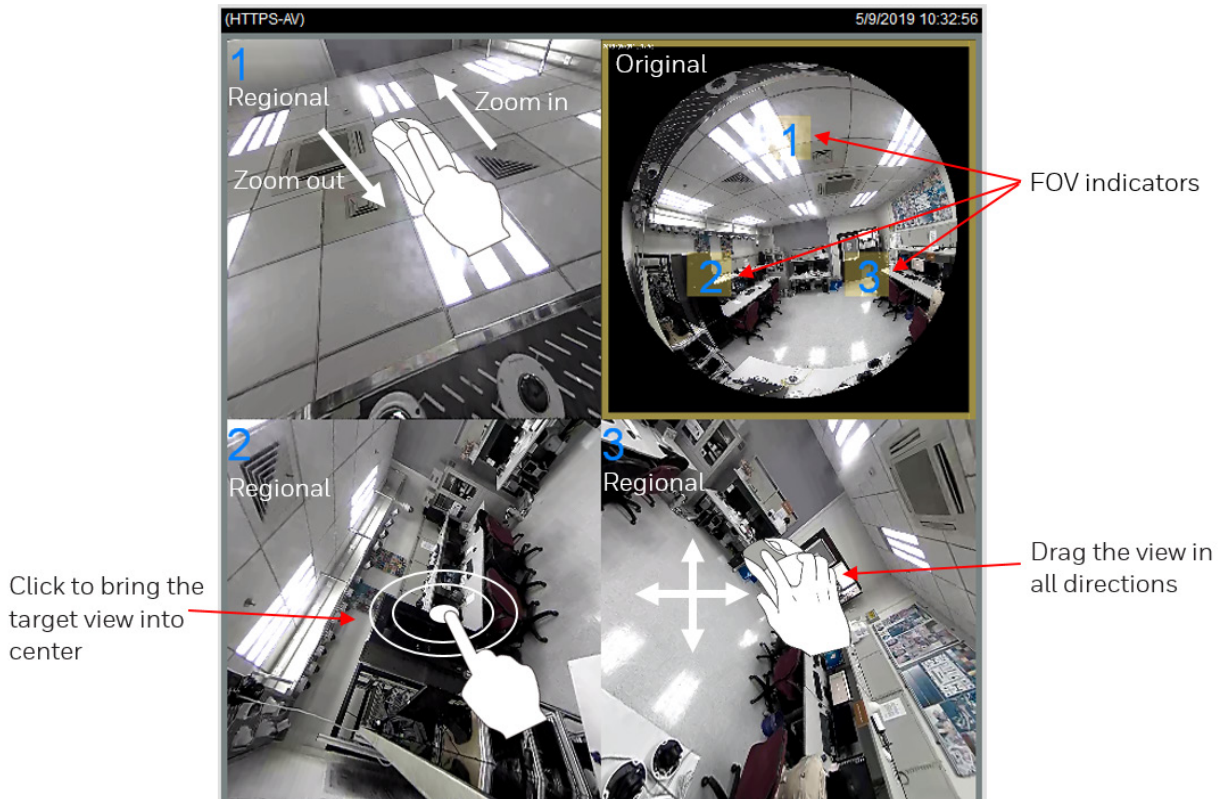 (HTTPS-AV) 5/9/2019 10:32:56
1
Regional
Zoom in
Zoom out
Original
1
2
3
FOV indicators
2
Regional
3
Regional
Click to bring the
target view into
center
Drag the view in
all directions